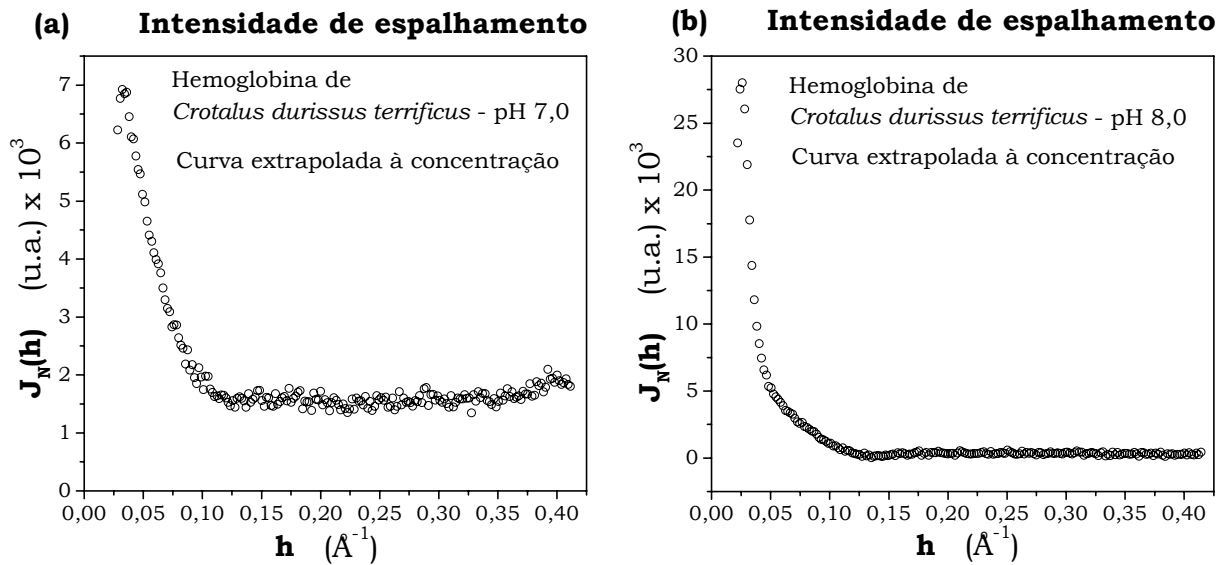 (a) Intensidade de espalhamento
Hemoglobina de
Crotalus durissus terrificus - pH 7,0
Curva extrapolada à concentração
J_N(h) (u.a.) x 10^3
7
6
5
4
3
2
1
0
0,00 0,05 0,10 0,15 0,20 0,25 0,30 0,35 0,40
h (Å^-1)
(b) Intensidade de espalhamento
Hemoglobina de
Crotalus durissus terrificus - pH 8,0
Curva extrapolada à concentração
J_N(h) (u.a.) x 10^3
30
25
20
15
10
5
0
0,00 0,05 0,10 0,15 0,20 0,25 0,30 0,35 0,40
h (Å^-1)